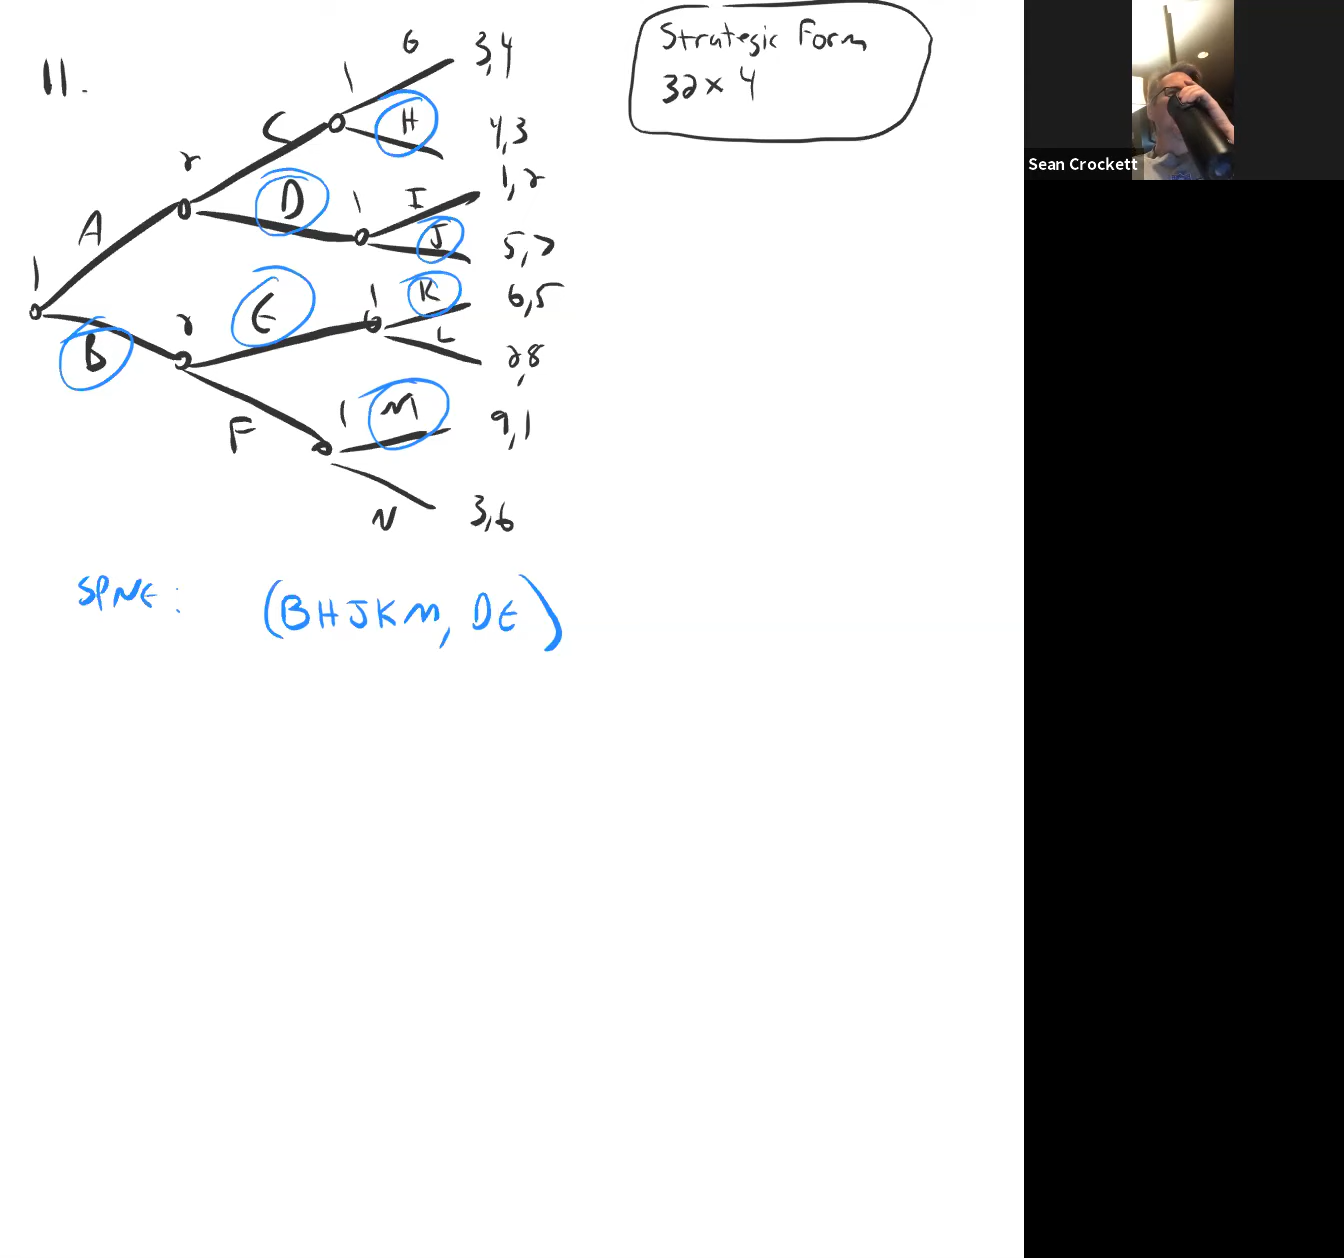 11.
Strategic Form
32 x 4
G 3,4
1
H
4,3
C
2
D
1 I 1,2
J
5,7
A
1
E
1 K 6,5
2
L
2,8
B
1 M
9,1
F
N 3,6
SPNE : (BHJKM, DE)
Sean Crockett